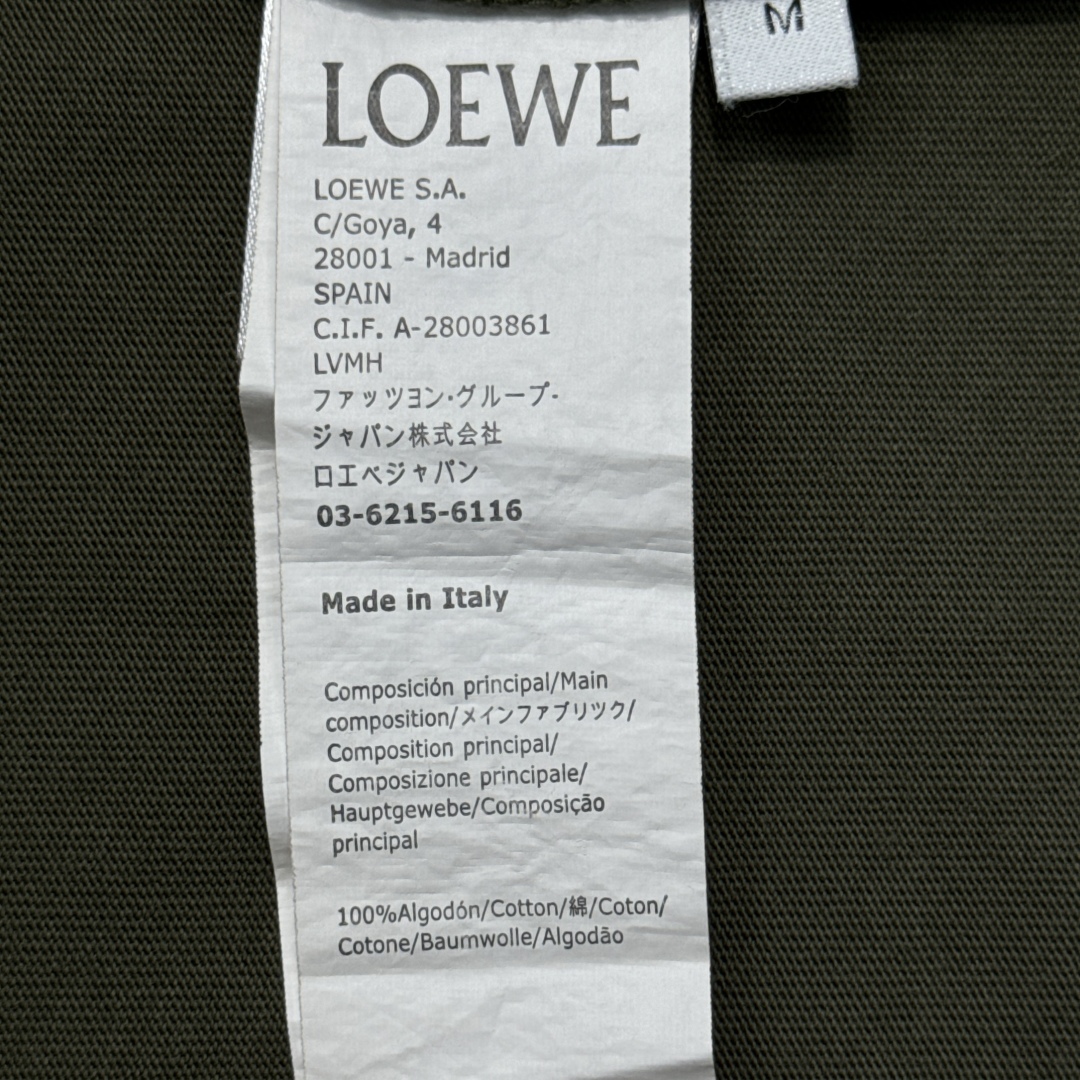 M
LOEWE
LOEWE S.A.
C/Goya, 4
28001 - Madrid
SPAIN
C.I.F. A-28003861
LVMH
ファッツヨン·グループ-
ジャパン株式会社
ロエベジャパン
03-6215-6116
Made in Italy
Composición principal/Main
composition/メインファブリツク/
Composition principal/
Composizione principale/
Hauptgewebe/Composição
principal
100%Algodón/Cotton/綿/Coton/
Cotone/Baumwolle/Algodão